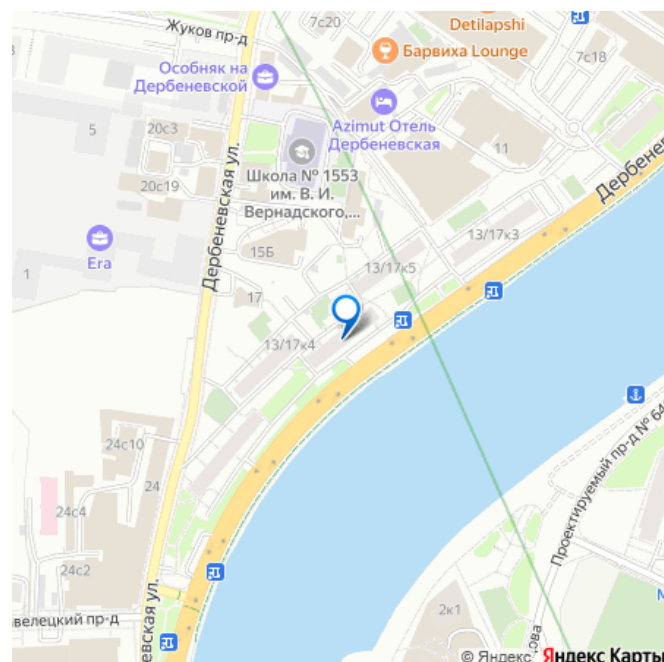 Жуков пр-д
7с20
Detilapshi
Барвиха Lounge
7с18
Особняк на
Дербеневской
Azimut Отель
Дербеневская
5
20с3
11
Школа № 1553
им. В. И.
Вернадского,...
20с19
Дербеневская ул.
Дербенев
13/17к3
15Б
Era
13/17к5
1
17
13/17к4
24с10
24
Проектируемый пр-д № 64
24с4
24с2
велецкий пр-д
евская ул.
2к1
ова
© Яндекс Яндекс Карты